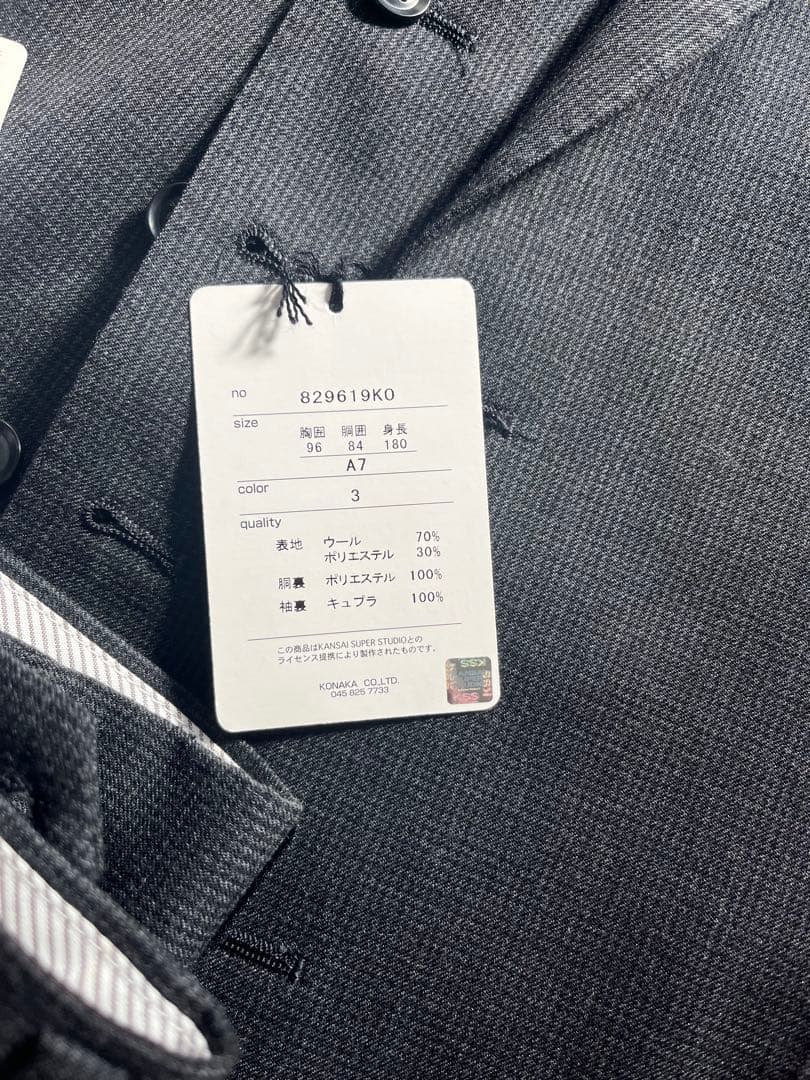 no 829619K0
size
胸囲 胴囲 身長
96 84 180
A7
color 3
quality
表地 ウール 70%
ポリエステル 30%
胴裏 ポリエステル 100%
袖裏 キュプラ 100%
この商品はKANSAI SUPER STUDIOとの
ライセンス提携により製作されたものです。
KONAKA CO.,LTD.
045 825 7733
KSS
KSS
KSS